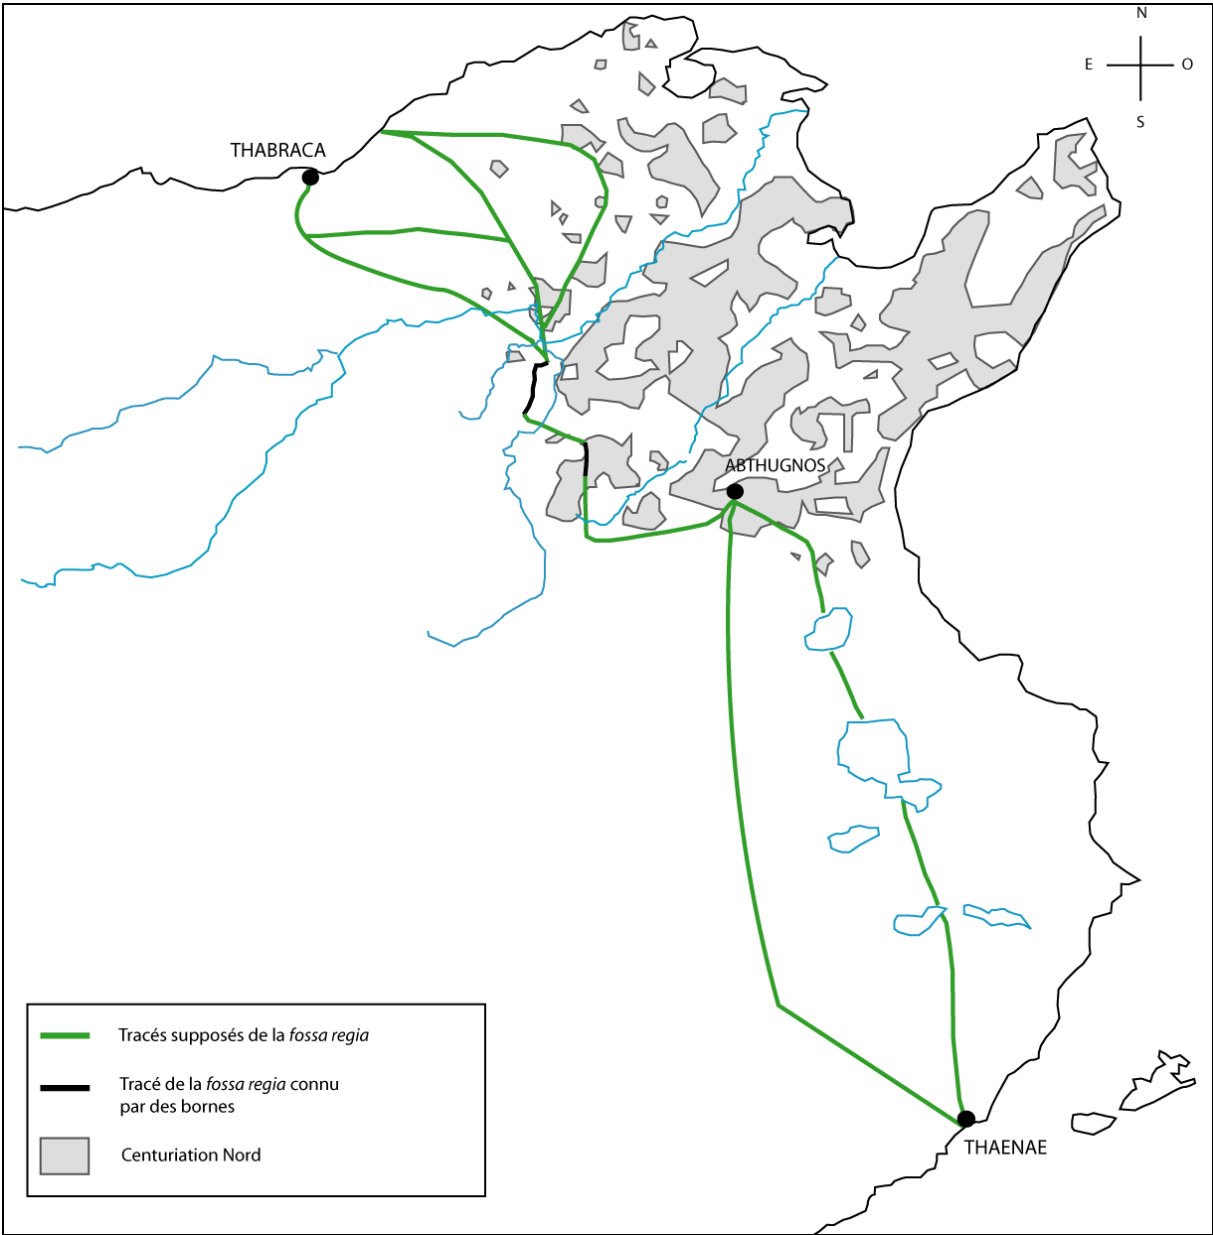 N
E O
S
THABRACA
ABTHUGNOS
THAENAE
Tracés supposés de la fossa regia
Tracé de la fossa regia connu
par des bornes
Centuriation Nord